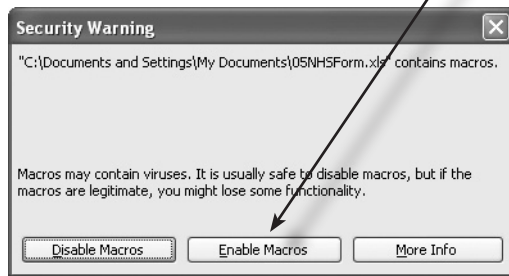 Security Warning
"C:\Documents and Settings\My Documents\05NHSForm.xls" contains macros.
Macros may contain viruses. It is usually safe to disable macros, but if the
macros are legitimate, you might lose some functionality.
Disable Macros Enable Macros More Info